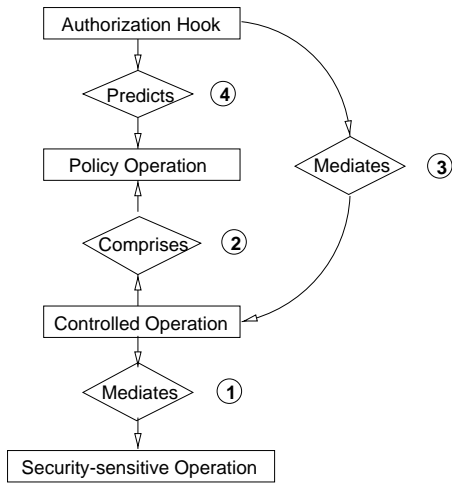 Authorization Hook
Predicts 4
Policy Operation
Mediates 3
Comprises 2
Controlled Operation
Mediates 1
Security-sensitive Operation